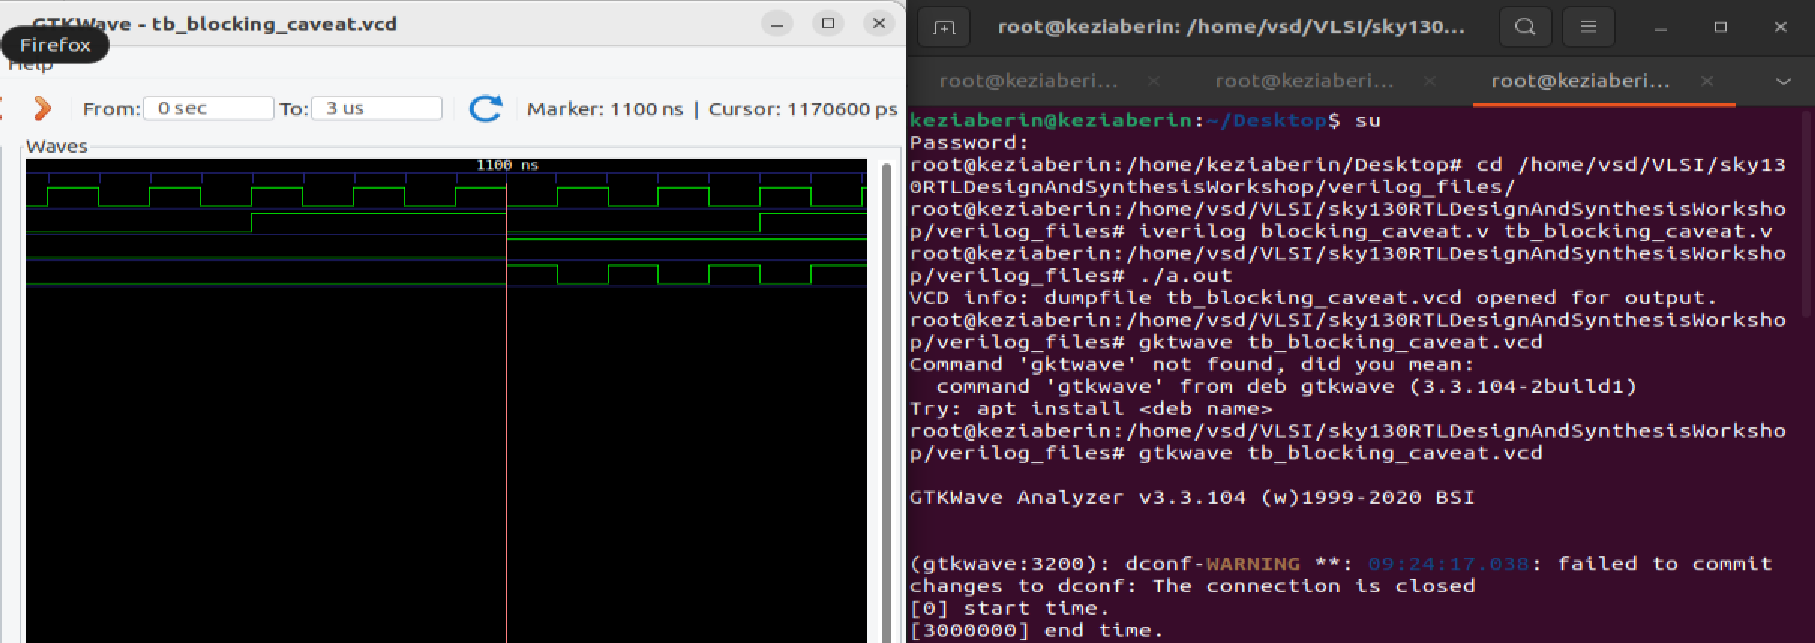 GTKWave - tb_blocking_caveat.vcd
Firefox
Help
From: 0 sec To: 3 us Marker: 1100 ns | Cursor: 1170600 ps
Waves
1100 ns
root@keziaberin: /home/vsd/VLSI/sky130...
root@keziaberi... root@keziaberi... root@keziaberi...
keziaberin@keziaberin:~/Desktop$ su
Password:
root@keziaberin:/home/keziaberin/Desktop# cd /home/vsd/VLSI/sky13
0RTLDesignAndSynthesisWorkshop/verilog_files/
root@keziaberin:/home/vsd/VLSI/sky130RTLDesignAndSynthesisWorksho
p/verilog_files# iverilog blocking_caveat.v tb_blocking_caveat.v
root@keziaberin:/home/vsd/VLSI/sky130RTLDesignAndSynthesisWorksho
p/verilog_files# ./a.out
VCD info: dumpfile tb_blocking_caveat.vcd opened for output.
root@keziaberin:/home/vsd/VLSI/sky130RTLDesignAndSynthesisWorksho
p/verilog_files# gktwave tb_blocking_caveat.vcd
Command 'gktwave' not found, did you mean:
command 'gtkwave' from deb gtkwave (3.3.104-2build1)
Try: apt install <deb name>
root@keziaberin:/home/vsd/VLSI/sky130RTLDesignAndSynthesisWorksho
p/verilog_files# gtkwave tb_blocking_caveat.vcd
GTKWave Analyzer v3.3.104 (w)1999-2020 BSI
(gtkwave:3200): dconf-WARNING **: 09:24:17.038: failed to commit
changes to dconf: The connection is closed
[0] start time.
[3000000] end time.